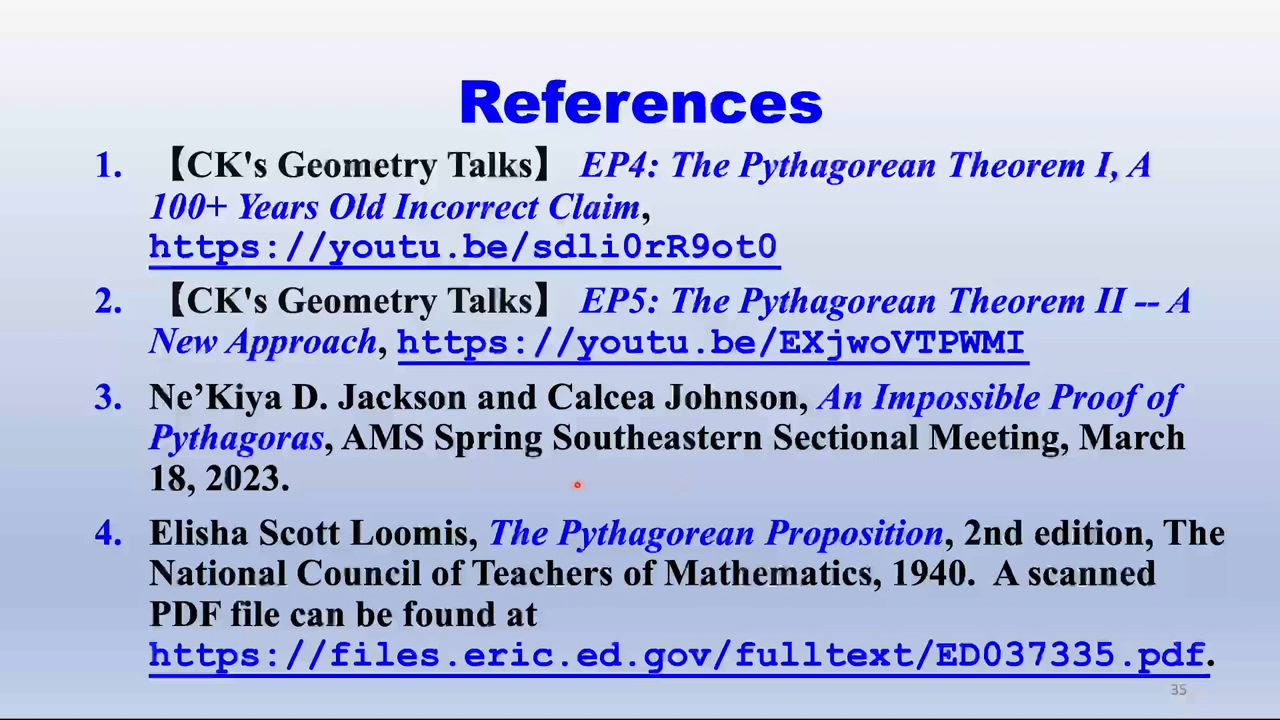 References
1. 【CK's Geometry Talks】 EP4: The Pythagorean Theorem I, A
100+ Years Old Incorrect Claim,
https://youtu.be/sdli0rR9ot0
2. 【CK's Geometry Talks】 EP5: The Pythagorean Theorem II -- A
New Approach, https://youtu.be/EXjwoVTPWMI
3. Ne’Kiya D. Jackson and Calcea Johnson, An Impossible Proof of
Pythagoras, AMS Spring Southeastern Sectional Meeting, March
18, 2023.
4. Elisha Scott Loomis, The Pythagorean Proposition, 2nd edition, The
National Council of Teachers of Mathematics, 1940. A scanned
PDF file can be found at
https://files.eric.ed.gov/fulltext/ED037335.pdf.
35